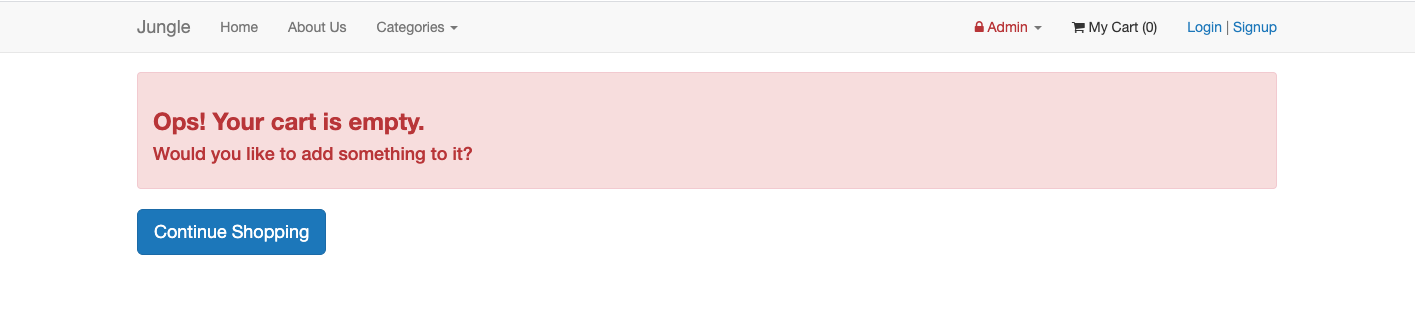 Jungle Home About Us Categories Admin My Cart (0) Login | Signup
Ops! Your cart is empty.
Would you like to add something to it?
Continue Shopping